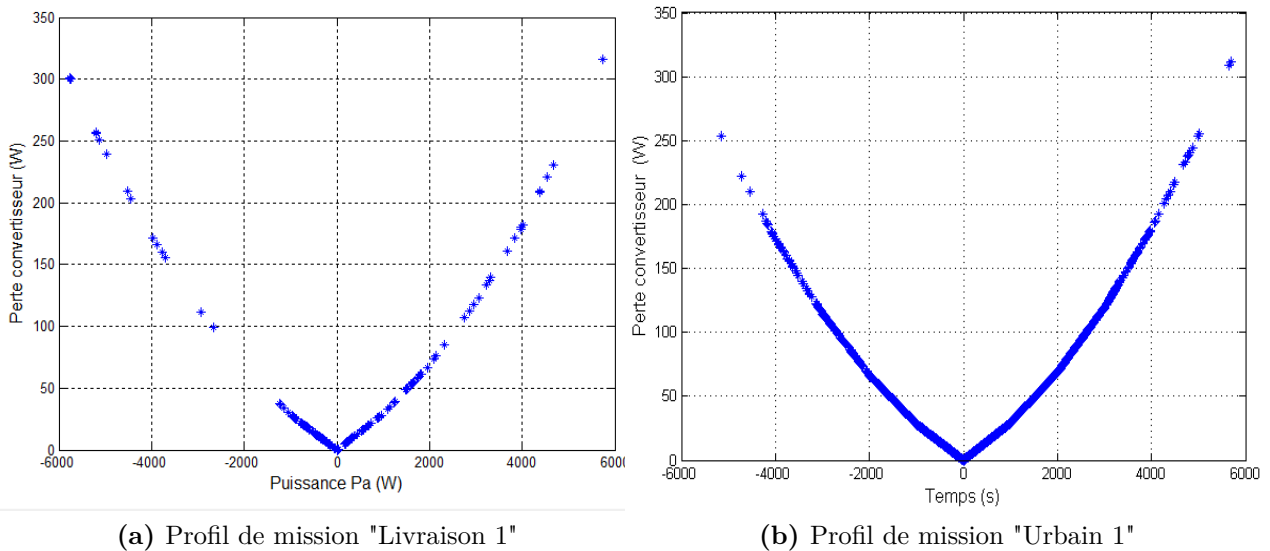 350
300
250
200
150
100
50
0
Perte convertisseur (W)
-6000 -4000 -2000 0 2000 4000 6000
Puissance Pa (W)
(a) Profil de mission "Livraison 1"
350
300
250
200
150
100
50
0
Perte convertisseur (W)
-6000 -4000 -2000 0 2000 4000 6000
Temps (s)
(b) Profil de mission "Urbain 1"